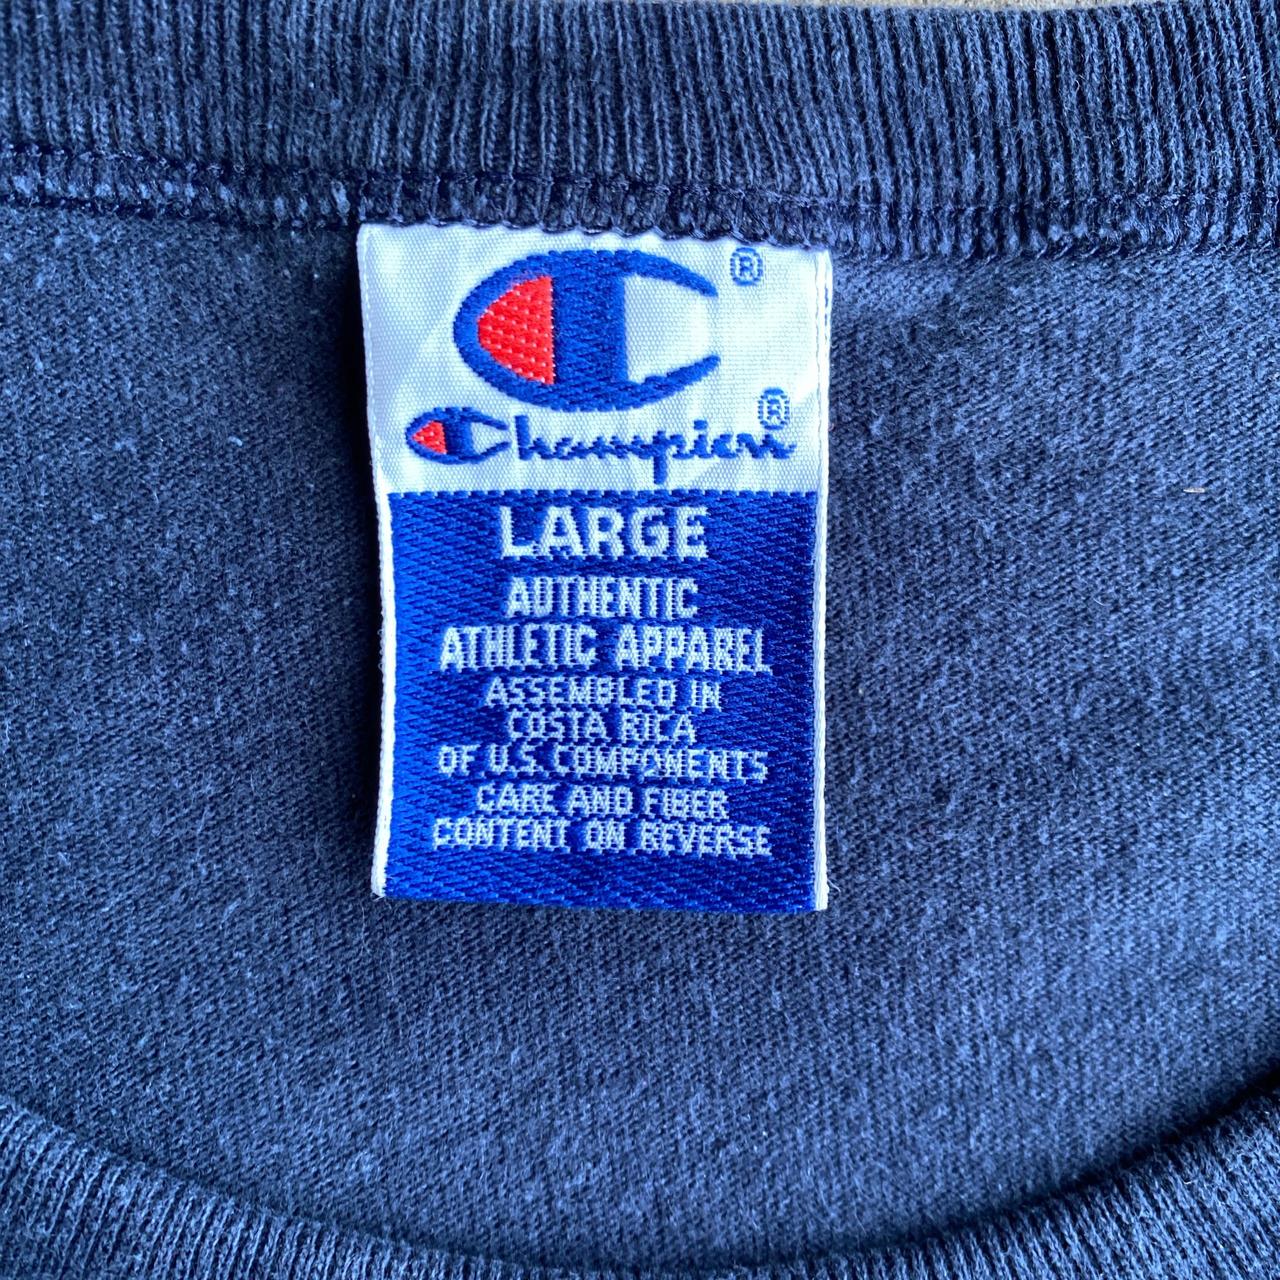 ®
Champion®
LARGE
AUTHENTIC
ATHLETIC APPAREL
ASSEMBLED IN
COSTA RICA
OF U.S. COMPONENTS
CARE AND FIBER
CONTENT ON REVERSE